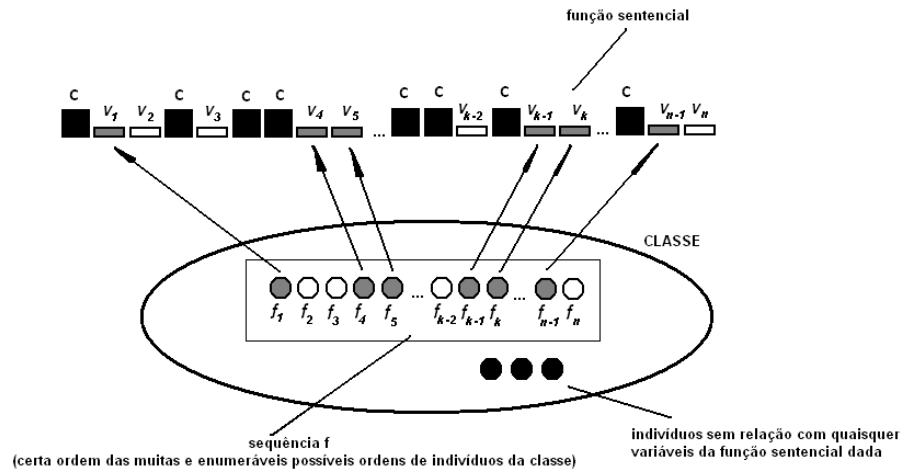 função sentencial
C C C C C C C C
V1 V2 V3 V4 V5 ... Vk-2 Vk-1 Vk ... Vn-1 Vn
CLASSE
... ...
f1 f2 f3 f4 f5 fk-2 fk-1 fk fn-1 fn
sequência f
(certa ordem das muitas e enumeráveis possíveis ordens de indivíduos da classe)
indivíduos sem relação com quaisquer
variáveis da função sentencial dada